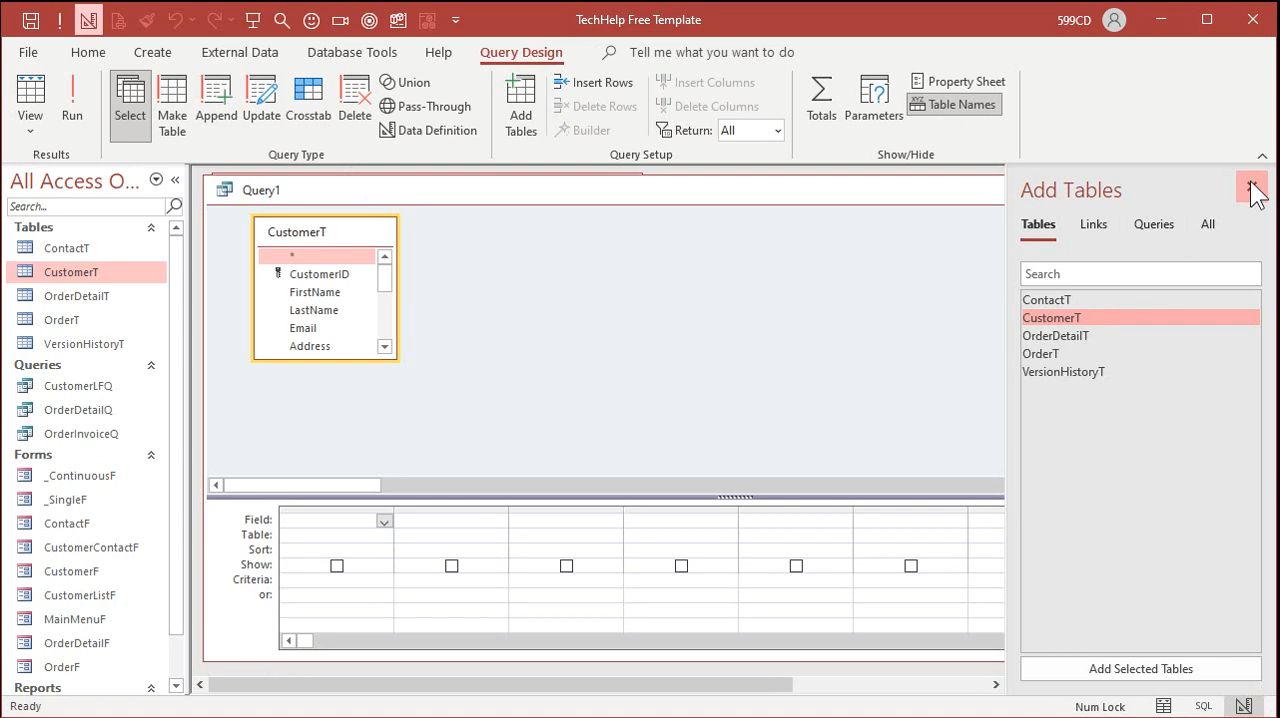 TechHelp Free Template
599CD
File Home Create External Data Database Tools Help Query Design Tell me what you want to do
View
Run
Results
Select
Make Table
Append
Update
Crosstab
Delete
Union
Pass-Through
Data Definition
Query Type
Add Tables
Insert Rows
Delete Rows
Builder
Insert Columns
Delete Columns
Return: All
Query Setup
Totals
Parameters
Property Sheet
XYZ Table Names
Show/Hide
All Access O...
Search...
Tables
ContactT
CustomerT
OrderDetailT
OrderT
VersionHistoryT
Queries
CustomerLFQ
OrderDetailQ
OrderInvoiceQ
Forms
_ContinuousF
_SingleF
ContactF
CustomerContactF
CustomerF
CustomerListF
MainMenuF
OrderDetailF
OrderF
Reports
Query1
CustomerT
*
CustomerID
FirstName
LastName
Email
Address
Field:
Table:
Sort:
Show:
Criteria:
or:
Add Tables
Tables Links Queries All
Search
ContactT
CustomerT
OrderDetailT
OrderT
VersionHistoryT
Add Selected Tables
Ready
Num Lock
SQL